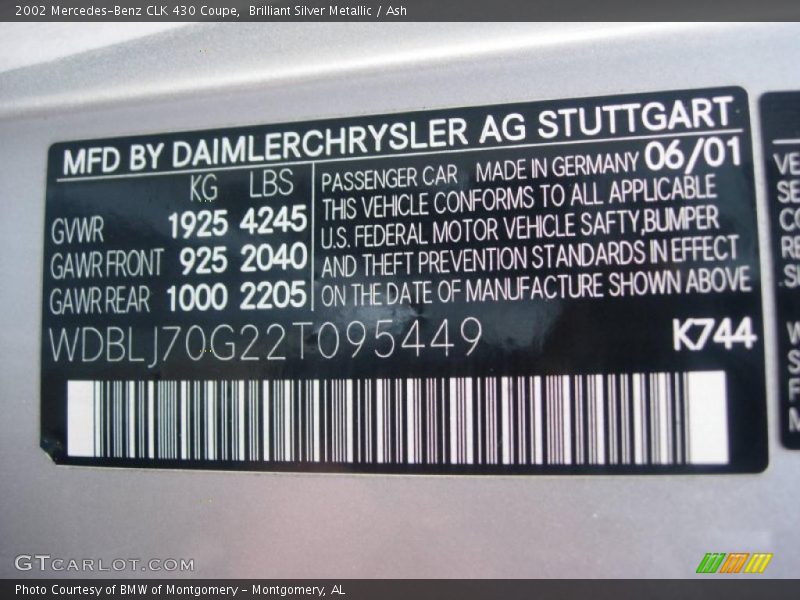 2002 Mercedes-Benz CLK 430 Coupe,  Brilliant Silver Metallic / Ash
MFD BY DAIMLERCHRYSLER AG STUTTGART
KG LBS
GVWR 1925 4245
GAWR FRONT 925 2040
GAWR REAR 1000 2205
PASSENGER CAR MADE IN GERMANY 06/01
THIS VEHICLE CONFORMS TO ALL APPLICABLE
U.S. FEDERAL MOTOR VEHICLE SAFTY,BUMPER
AND THEFT PREVENTION STANDARDS IN EFFECT
ON THE DATE OF MANUFACTURE SHOWN ABOVE
WDBLJ70G22T095449 K744
GTCARLOT.COM
Photo Courtesy of BMW of Montgomery - Montgomery, AL